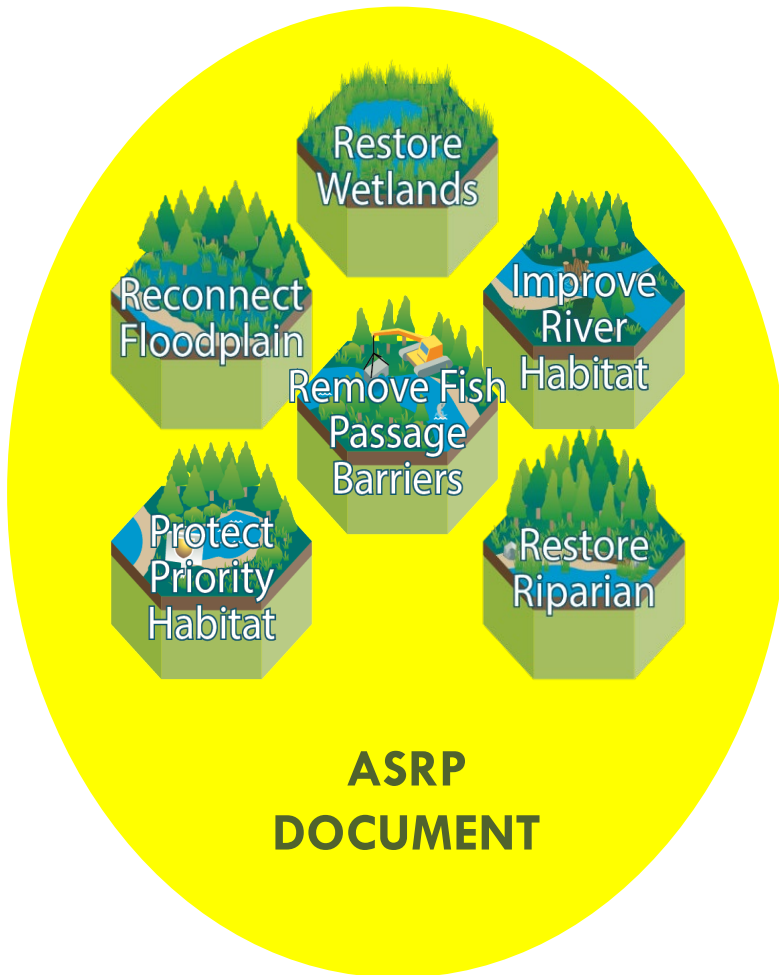 Restore
Wetlands
Reconnect
Floodplain
Improve
River
Habitat
Remove Fish
Passage
Barriers
Protect
Priority
Habitat
Restore
Riparian
ASRP
DOCUMENT